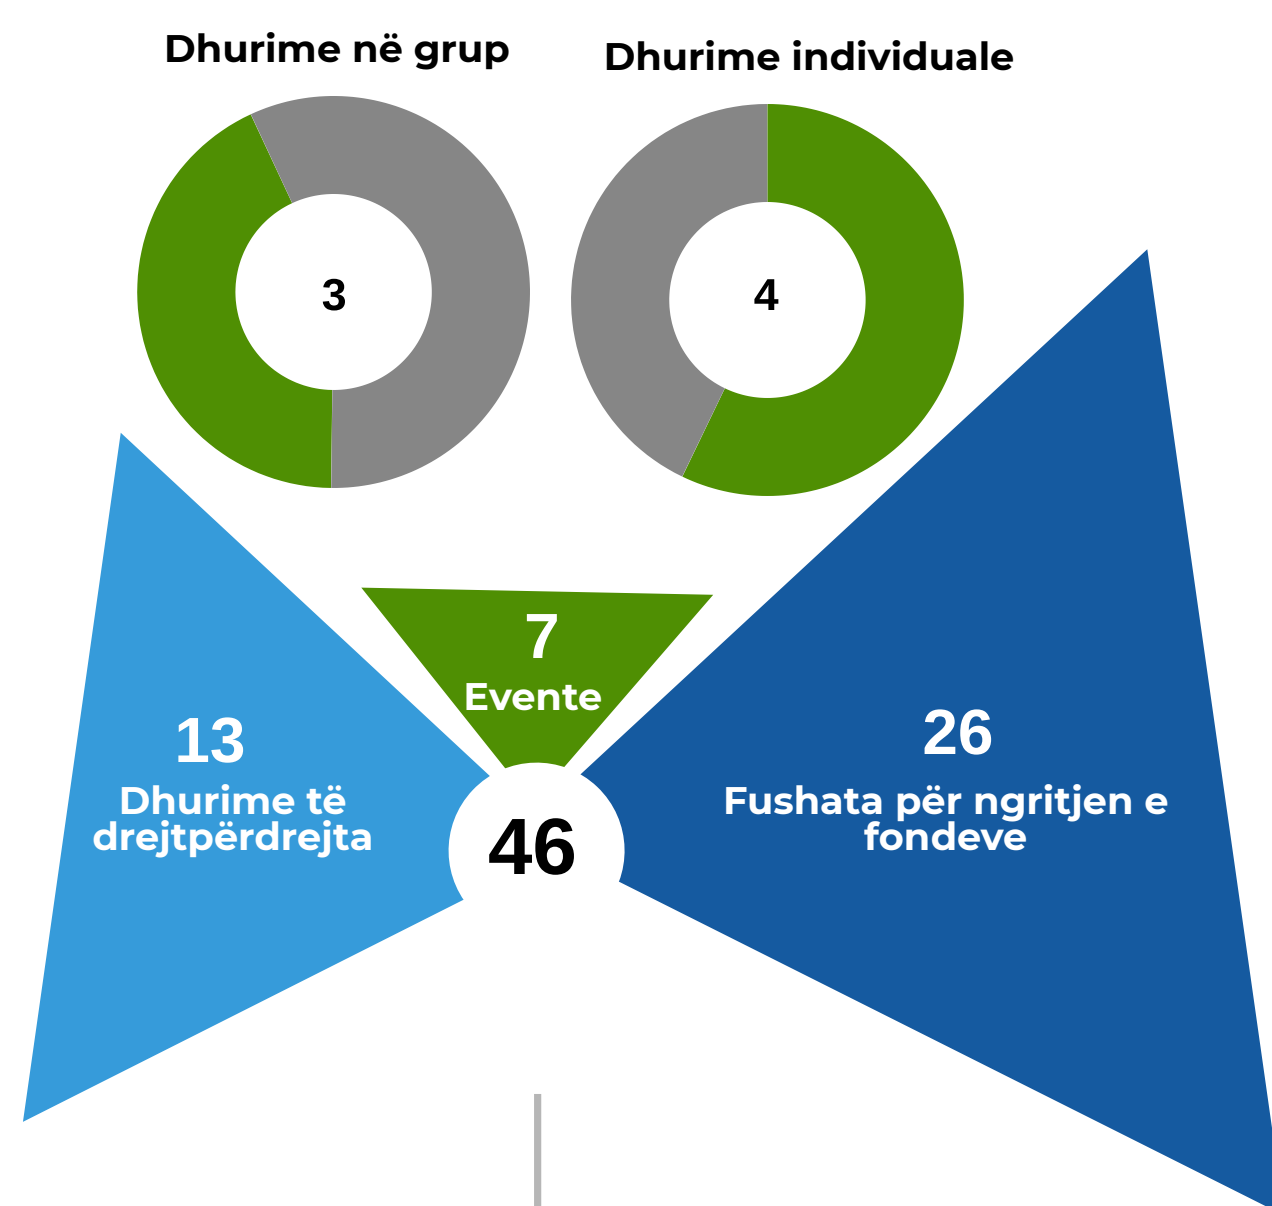 Dhurime në grup
Dhurime individuale
3
4
7
Evente
13
Dhurime të
drejtpërdrejta
26
Fushata për ngritjen e
fondeve
46